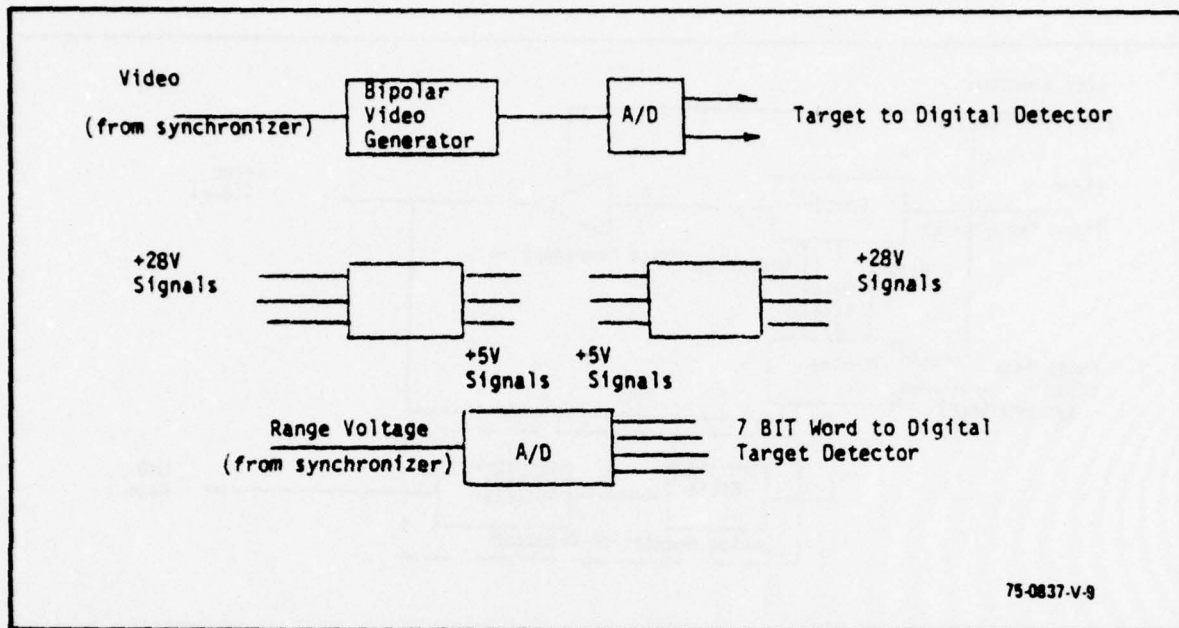 Video
(from synchronizer)
Bipolar
Video
Generator
A/D
Target to Digital Detector
+28V
Signals
+5V
Signals
+5V
Signals
+28V
Signals
Range Voltage
(from synchronizer)
A/D
7 BIT Word to Digital
Target Detector
75-0837-V-9